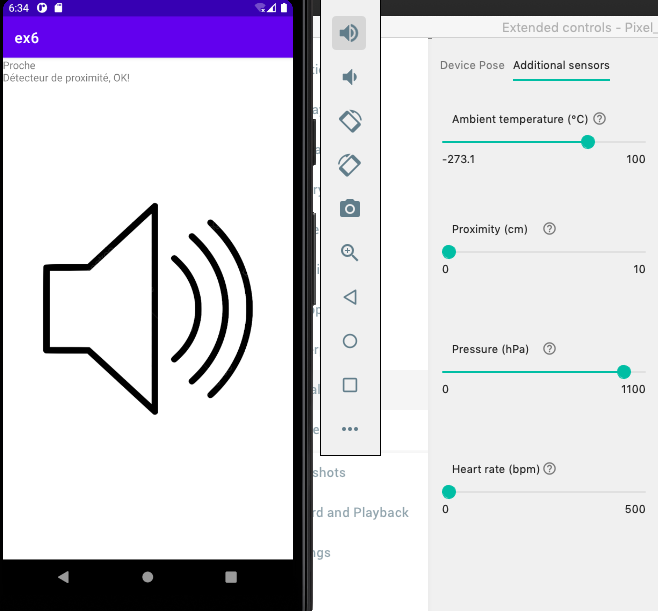 6:34
ex6
Proche
Détecteur de proximité, OK!
shots
rd and Playback
ngs
Extended controls - Pixel_
Device Pose
Additional sensors
Ambient temperature (°C) ?
-273.1 100
Proximity (cm) ?
0 10
Pressure (hPa) ?
0 1100
Heart rate (bpm) ?
0 500